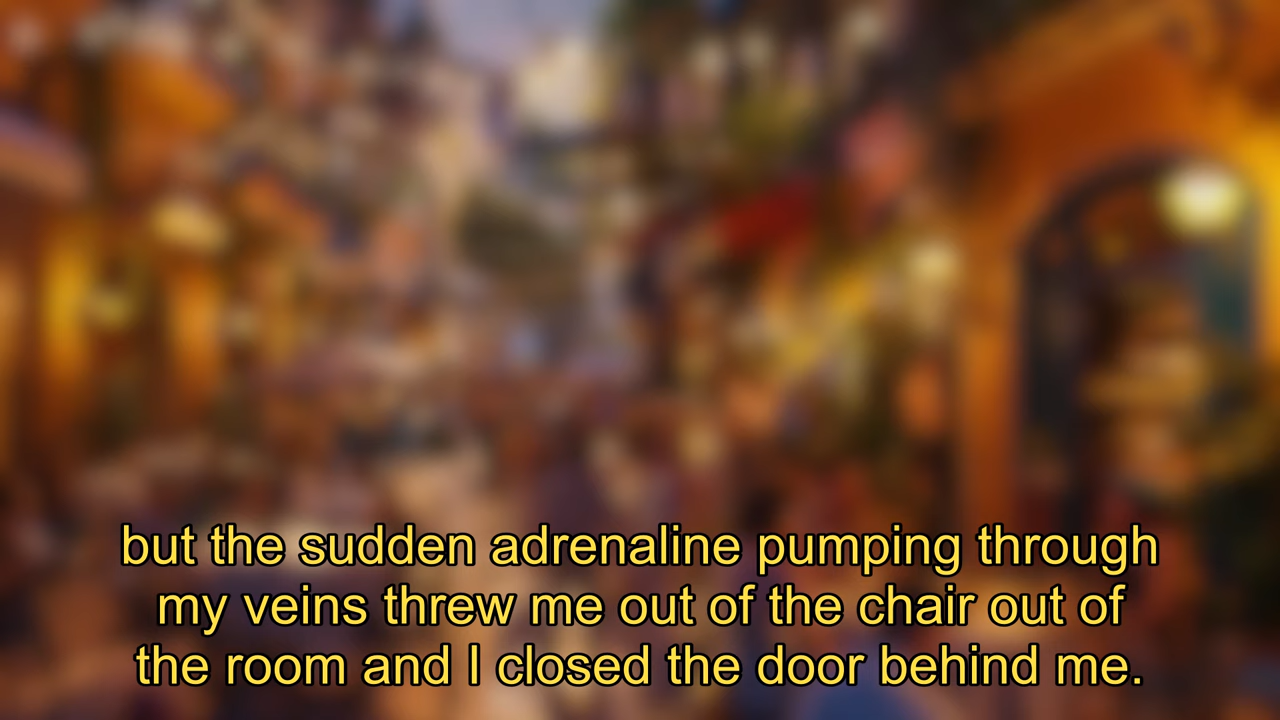 but the sudden adrenaline pumping through
my veins threw me out of the chair out of
the room and I closed the door behind me.